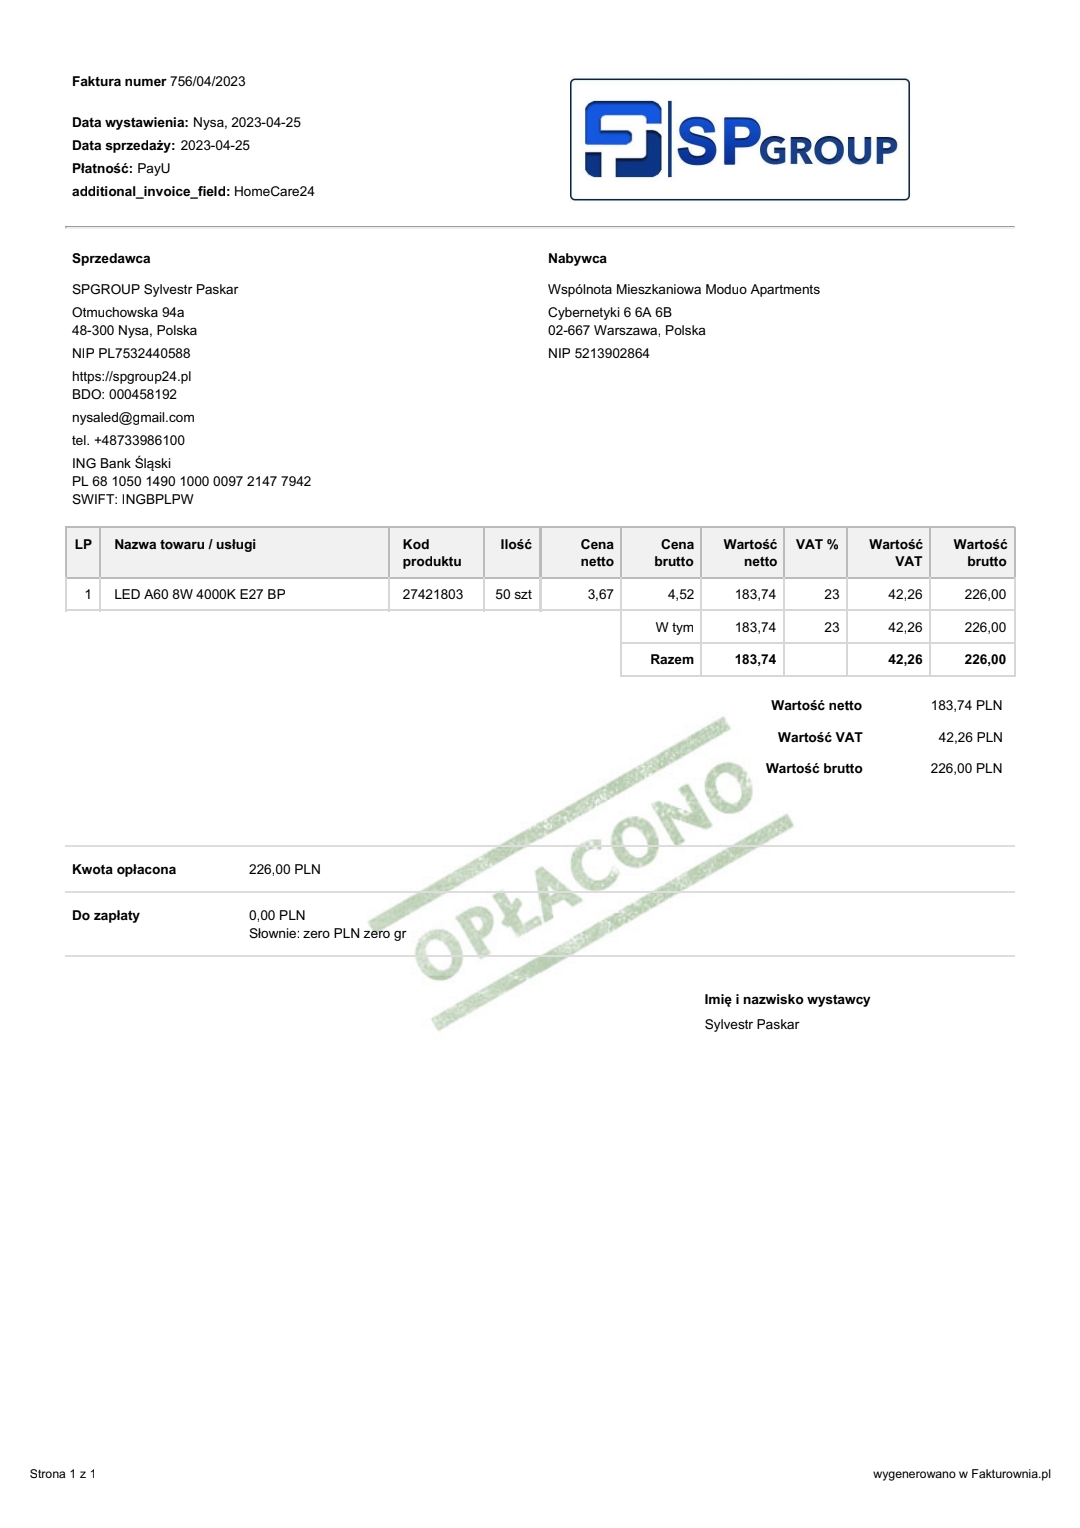 Faktura numer 756/04/2023
Data wystawienia: Nysa, 2023-04-25
Data sprzedaży: 2023-04-25
Płatność: PayU
additional_invoice_field: HomeCare24
SPGROUP
Sprzedawca
SPGROUP Sylvestr Paskar
Otmuchowska 94a
48-300 Nysa, Polska
NIP PL7532440588
https://spgroup24.pl
BDO: 000458192
nysaled@gmail.com
tel. +48733986100
ING Bank Śląski
PL 68 1050 1490 1000 0097 2147 7942
SWIFT: INGBPLPW
Nabywca
Wspólnota Mieszkaniowa Moduo Apartments
Cybernetyki 6 6A 6B
02-667 Warszawa, Polska
NIP 5213902864
LP Nazwa towaru / usługi Kod produktu Ilość Cena netto Cena brutto Wartość netto VAT % Wartość VAT Wartość brutto
1 LED A60 8W 4000K E27 BP 27421803 50 szt 3,67 4,52 183,74 23 42,26 226,00
W tym 183,74 23 42,26 226,00
Razem 183,74 42,26 226,00
Wartość netto 183,74 PLN
Wartość VAT 42,26 PLN
Wartość brutto 226,00 PLN
OPŁACONO
Kwota opłacona 226,00 PLN
Do zapłaty 0,00 PLN
Słownie: zero PLN zero gr
Imię i nazwisko wystawcy
Sylvestr Paskar
Strona 1 z 1 wygenerowano w Fakturownia.pl